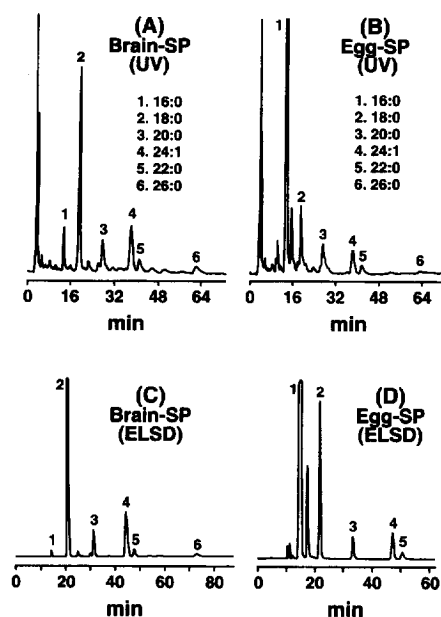 (A)
Brain-SP
(UV)
1. 16:0
2. 18:0
3. 20:0
4. 24:1
5. 22:0
6. 26:0
2
1
3
4
5
6
0 16 32 48 64
min
(B)
Egg-SP
(UV)
1. 16:0
2. 18:0
3. 20:0
4. 24:1
5. 22:0
6. 26:0
1
2
3
4
5
6
0 16 32 48 64
min
(C)
Brain-SP
(ELSD)
2
1
3
4
5
6
0 20 40 60 80
min
(D)
Egg-SP
(ELSD)
1
2
3
4
5
0 20 40 60
min